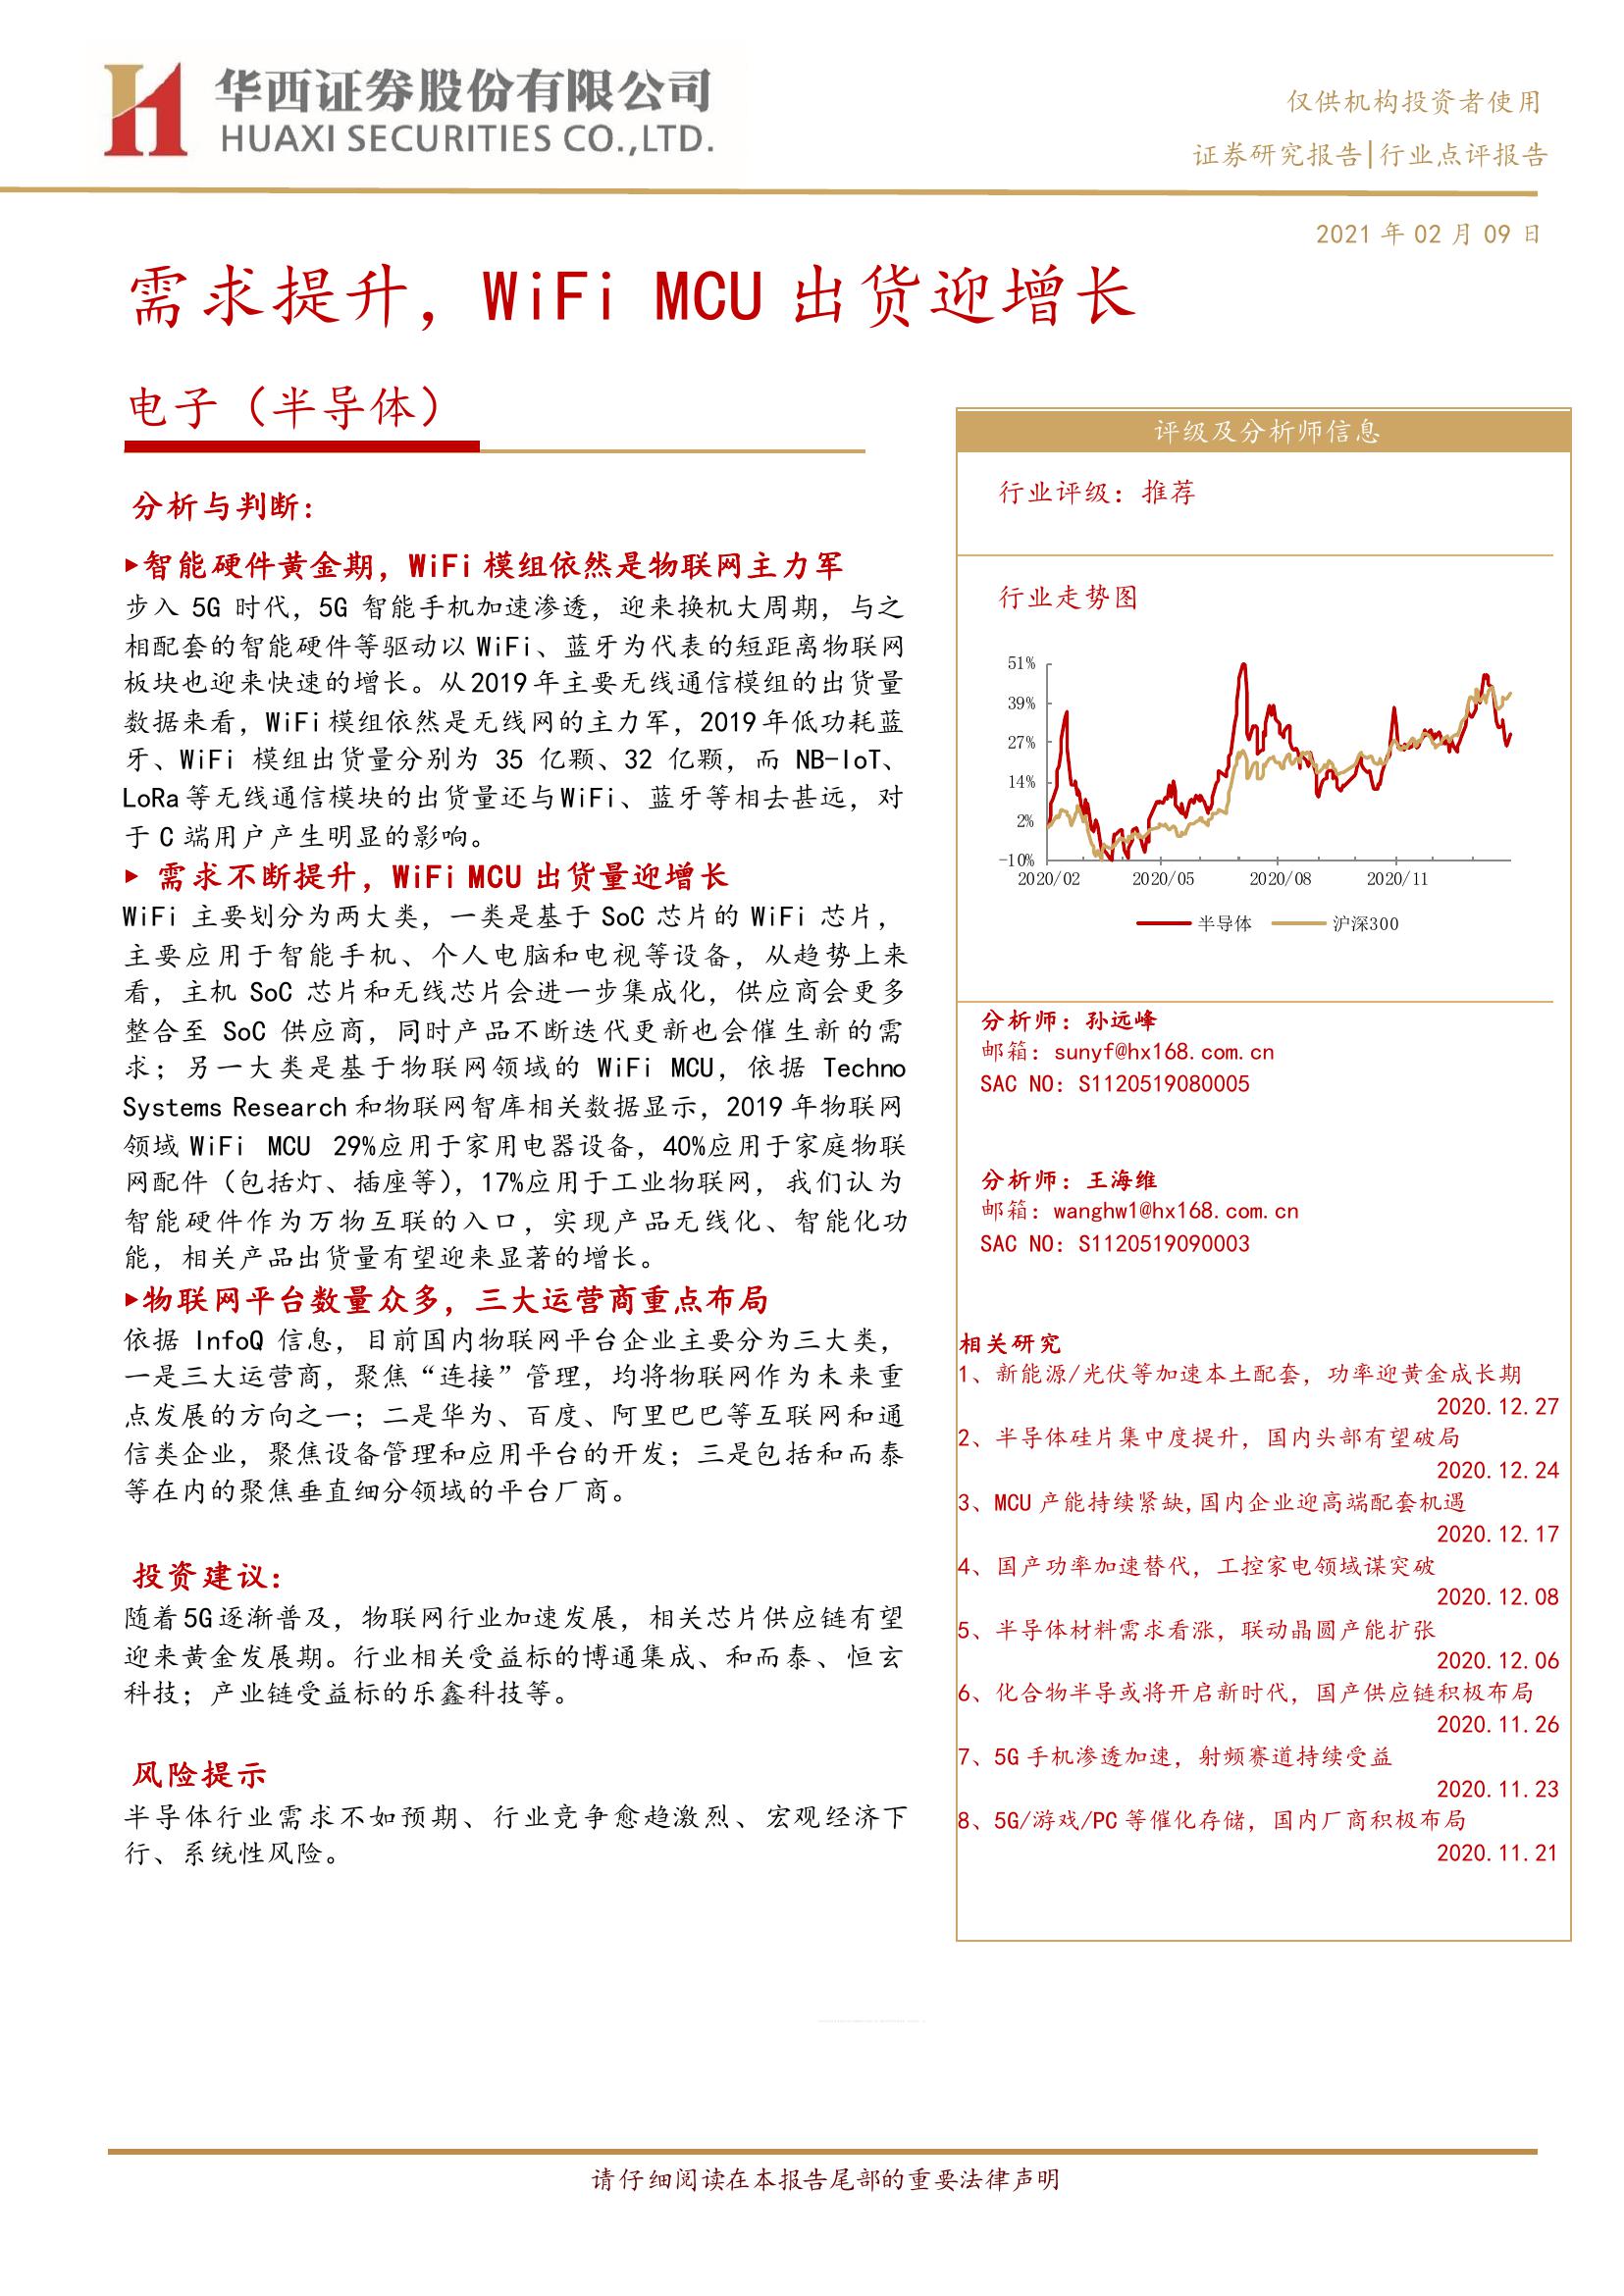 华西证券股份有限公司
HUAXI SECURITIES CO.,LTD.
仅供机构投资者使用
证券研究报告|行业点评报告
2021 年 02 月 09 日
需求提升，WiFi MCU 出货迎增长
电子（半导体）
分析与判断：
▸智能硬件黄金期，WiFi 模组依然是物联网主力军
步入 5G 时代，5G 智能手机加速渗透，迎来换机大周期，与之
相配套的智能硬件等驱动以 WiFi、蓝牙为代表的短距离物联网
板块也迎来快速的增长。从 2019 年主要无线通信模组的出货量
数据来看，WiFi 模组依然是无线网的主力军，2019 年低功耗蓝
牙、WiFi 模组出货量分别为 35 亿颗、32 亿颗，而 NB-IoT、
LoRa 等无线通信模块的出货量还与 WiFi、蓝牙等相去甚远，对
于 C 端用户产生明显的影响。
▸ 需求不断提升，WiFi MCU 出货量迎增长
WiFi 主要划分为两大类，一类是基于 SoC 芯片的 WiFi 芯片，
主要应用于智能手机、个人电脑和电视等设备，从趋势上来
看，主机 SoC 芯片和无线芯片会进一步集成化，供应商会更多
整合至 SoC 供应商，同时产品不断迭代更新也会催生新的需
求；另一大类是基于物联网领域的 WiFi MCU，依据 Techno
Systems Research 和物联网智库相关数据显示，2019 年物联网
领域 WiFi MCU 29%应用于家用电器设备，40%应用于家庭物联
网配件（包括灯、插座等），17%应用于工业物联网，我们认为
智能硬件作为万物互联的入口，实现产品无线化、智能化功
能，相关产品出货量有望迎来显著的增长。
▸物联网平台数量众多，三大运营商重点布局
依据 InfoQ 信息，目前国内物联网平台企业主要分为三大类，
一是三大运营商，聚焦“连接”管理，均将物联网作为未来重
点发展的方向之一；二是华为、百度、阿里巴巴等互联网和通
信类企业，聚焦设备管理和应用平台的开发；三是包括和而泰
等在内的聚焦垂直细分领域的平台厂商。
投资建议：
随着 5G 逐渐普及，物联网行业加速发展，相关芯片供应链有望
迎来黄金发展期。行业相关受益标的博通集成、和而泰、恒玄
科技；产业链受益标的乐鑫科技等。
风险提示
半导体行业需求不如预期、行业竞争愈趋激烈、宏观经济下
行、系统性风险。
评级及分析师信息
行业评级：推荐
行业走势图
51%
39%
27%
14%
2%
-10%
2020/02 2020/05 2020/08 2020/11
半导体 沪深300
分析师：孙远峰
邮箱：sunyf@hx168.com.cn
SAC NO：S1120519080005
分析师：王海维
邮箱：wanghw1@hx168.com.cn
SAC NO：S1120519090003
相关研究
1、新能源/光伏等加速本土配套，功率迎黄金成长期
2020.12.27
2、半导体硅片集中度提升，国内头部有望破局
2020.12.24
3、MCU 产能持续紧缺,国内企业迎高端配套机遇
2020.12.17
4、国产功率加速替代，工控家电领域谋突破
2020.12.08
5、半导体材料需求看涨，联动晶圆产能扩张
2020.12.06
6、化合物半导或将开启新时代，国产供应链积极布局
2020.11.26
7、5G 手机渗透加速，射频赛道持续受益
2020.11.23
8、5G/游戏/PC 等催化存储，国内厂商积极布局
2020.11.21
请仔细阅读在本报告尾部的重要法律声明